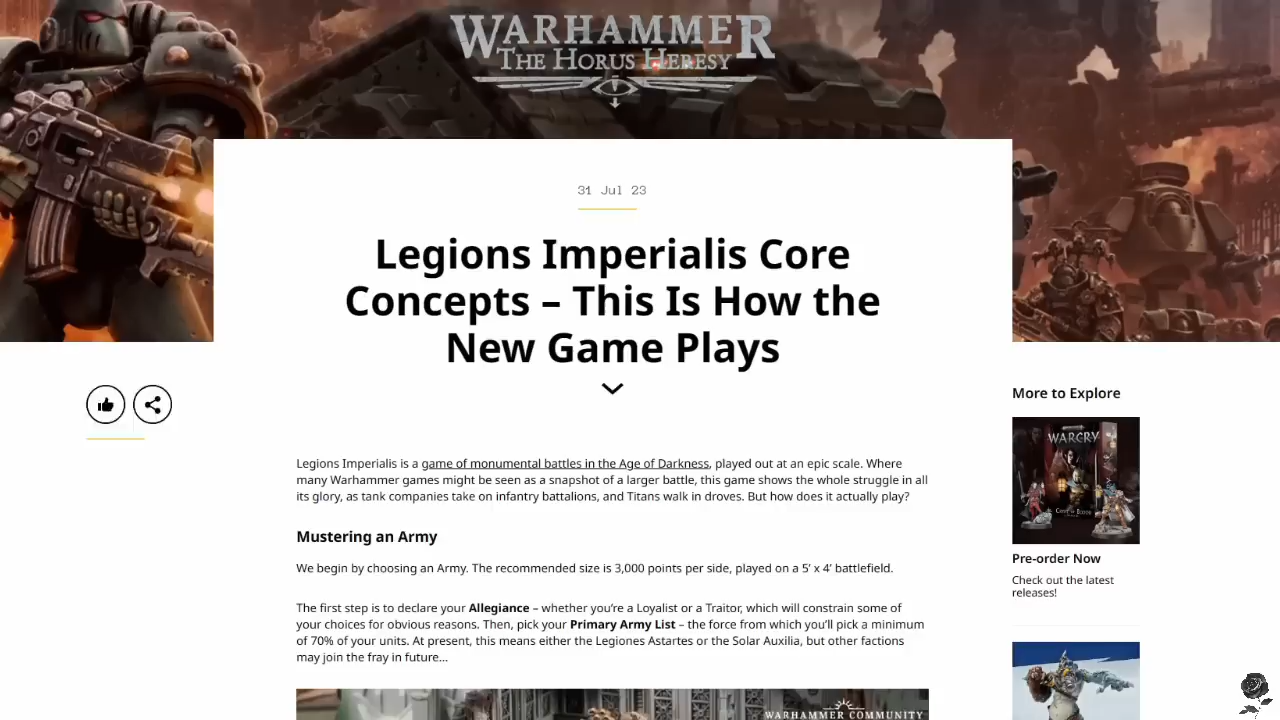 WARHAMMER
THE HORUS HERESY
31 Jul 23
Legions Imperialis Core
Concepts – This Is How the
New Game Plays
More to Explore
WARCRY
Pre-order Now
Check out the latest
releases!
Legions Imperialis is a game of monumental battles in the Age of Darkness, played out at an epic scale. Where
many Warhammer games might be seen as a snapshot of a larger battle, this game shows the whole struggle in all
its glory, as tank companies take on infantry battalions, and Titans walk in droves. But how does it actually play?
Mustering an Army
We begin by choosing an Army. The recommended size is 3,000 points per side, played on a 5’ x 4’ battlefield.
The first step is to declare your Allegiance – whether you’re a Loyalist or a Traitor, which will constrain some of
your choices for obvious reasons. Then, pick your Primary Army List – the force from which you’ll pick a minimum
of 70% of your units. At present, this means either the Legiones Astartes or the Solar Auxilia, but other factions
may join the fray in future…
WARHAMMER COMMUNITY